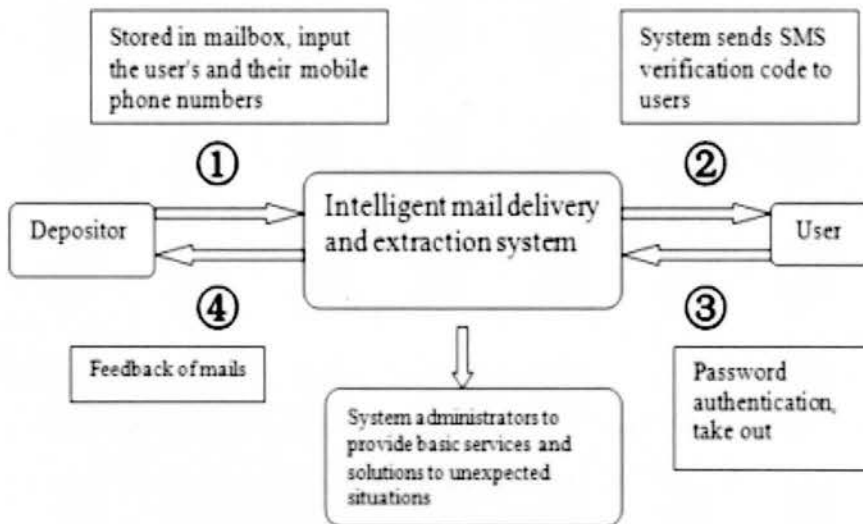 Stored in mailbox, input
the user's and their mobile
phone numbers
System sends SMS
verification code to
users
①
②
Depositor
Intelligent mail delivery
and extraction system
User
④
③
Feedback of mails
Password
authentication,
take out
System administrators to
provide basic services and
solutions to unexpected
situations